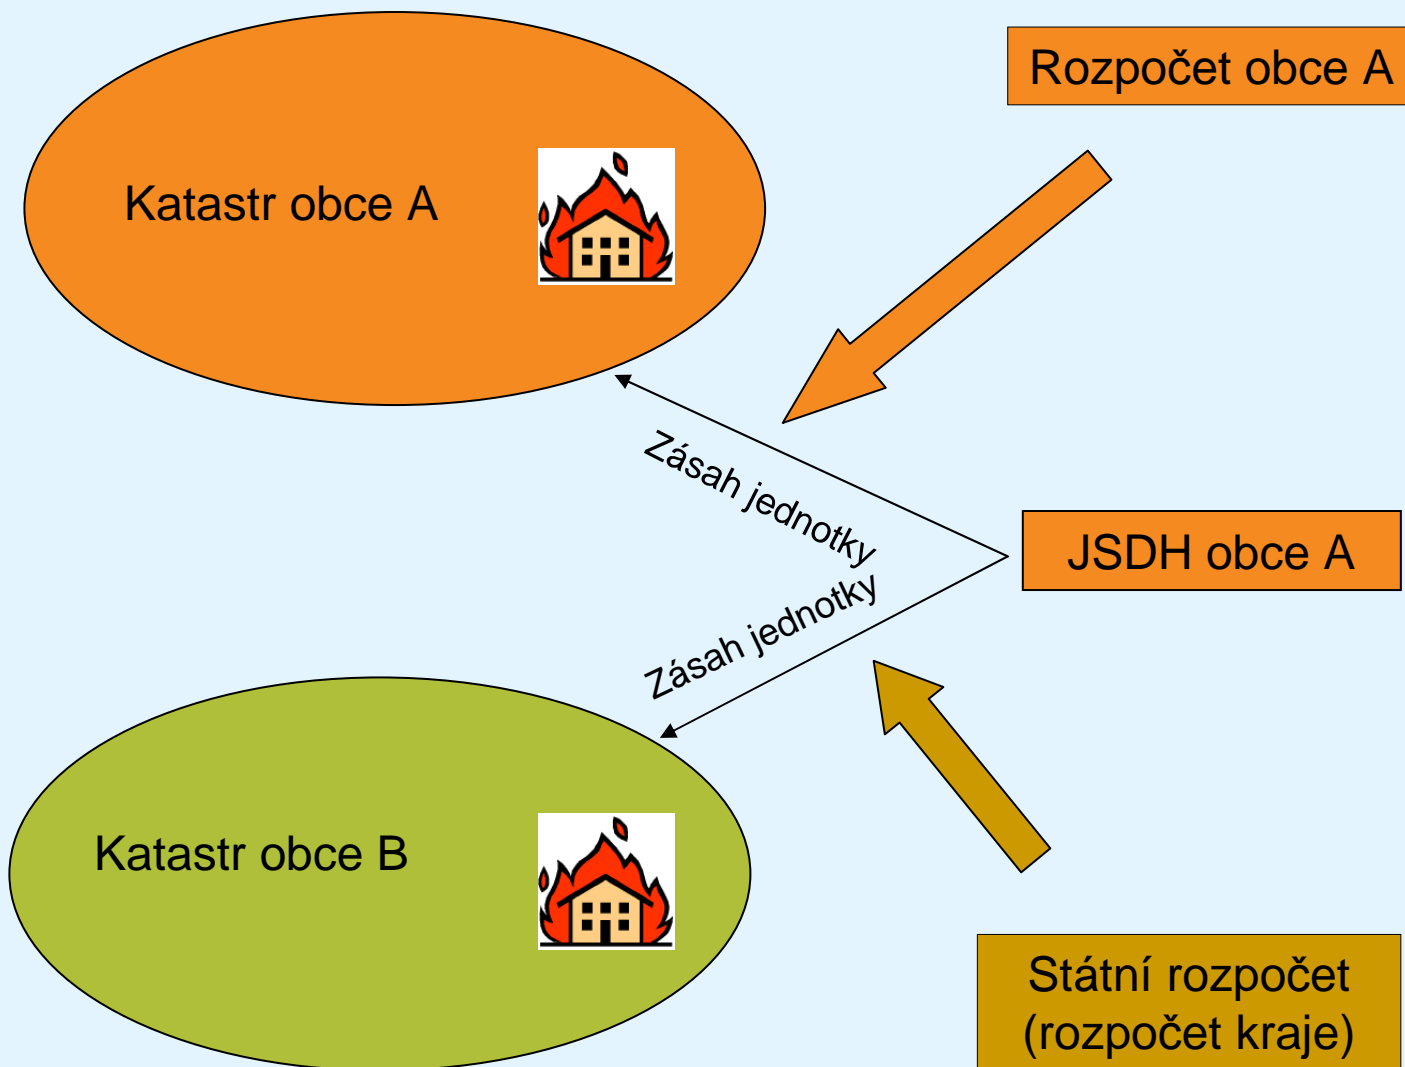 Rozpočet obce A
Katastr obce A
Zásah jednotky
JSDH obce A
Zásah jednotky
Katastr obce B
Státní rozpočet
(rozpočet kraje)